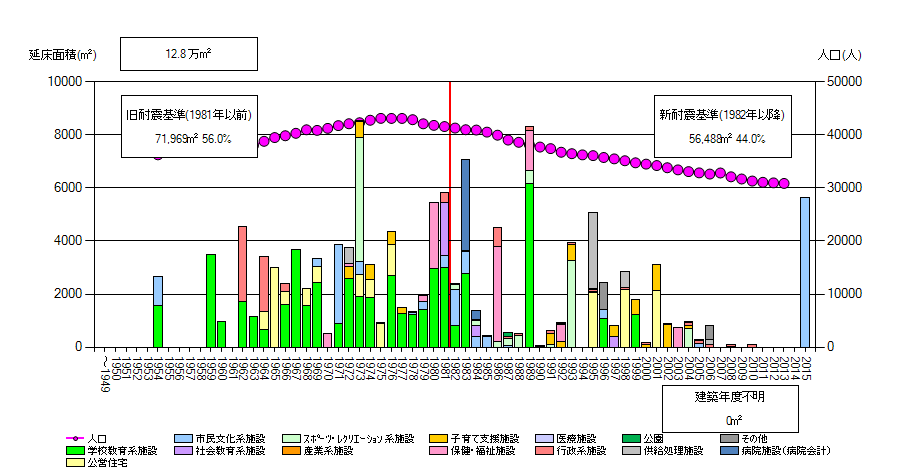 延床面積(㎡)
12.8 万㎡
人口(人)
10000
50000
旧耐震基準(1981年以前)
71,969㎡ 56.0%
新耐震基準(1982年以降)
56,488㎡ 44.0%
8000
40000
6000
30000
4000
20000
2000
10000
0
0
～1949 1950 1951 1952 1953 1954 1955 1956 1957 1958 1959 1960 1961 1962 1963 1964 1965 1966 1967 1968 1969 1970 1971 1972 1973 1974 1975 1976 1977 1978 1979 1980 1981 1982 1983 1984 1985 1986 1987 1988 1989 1990 1991 1992 1993 1994 1995 1996 1997 1998 1999 2000 2001 2002 2003 2004 2005 2006 2007 2008 2009 2010 2011 2012 2013 2014 2015
建築年度不明
0㎡
人口 市民文化系施設 ｽﾎﾟｰﾂ･ﾚｸﾘｴｰｼｮﾝ系施設 子育て支援施設 医療施設 公園 その他
学校教育系施設 社会教育系施設 産業系施設 保健・福祉施設 行政系施設 供給処理施設 病院施設(病院会計)
公営住宅